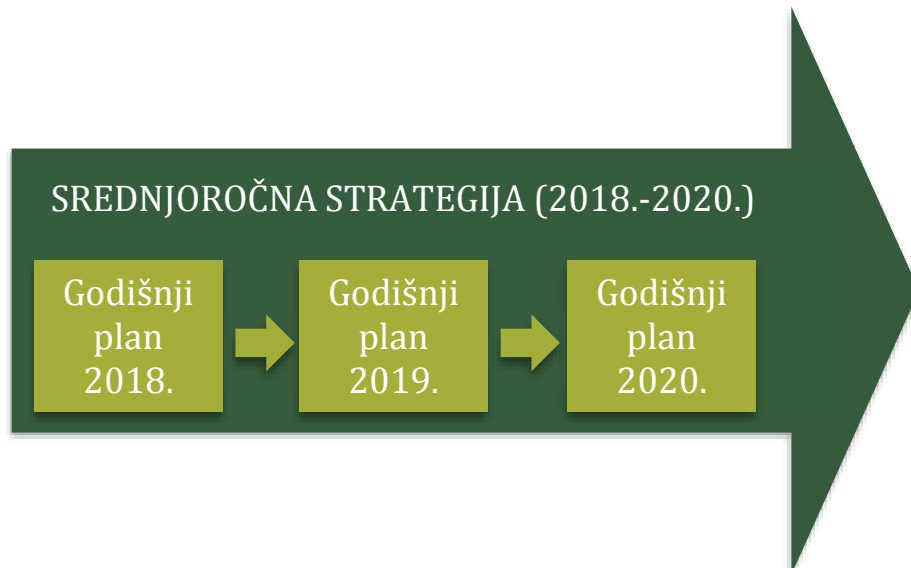 SREDNJOROČNA STRATEGIJA (2018.-2020.)
Godišnji
plan
2018.
Godišnji
plan
2019.
Godišnji
plan
2020.